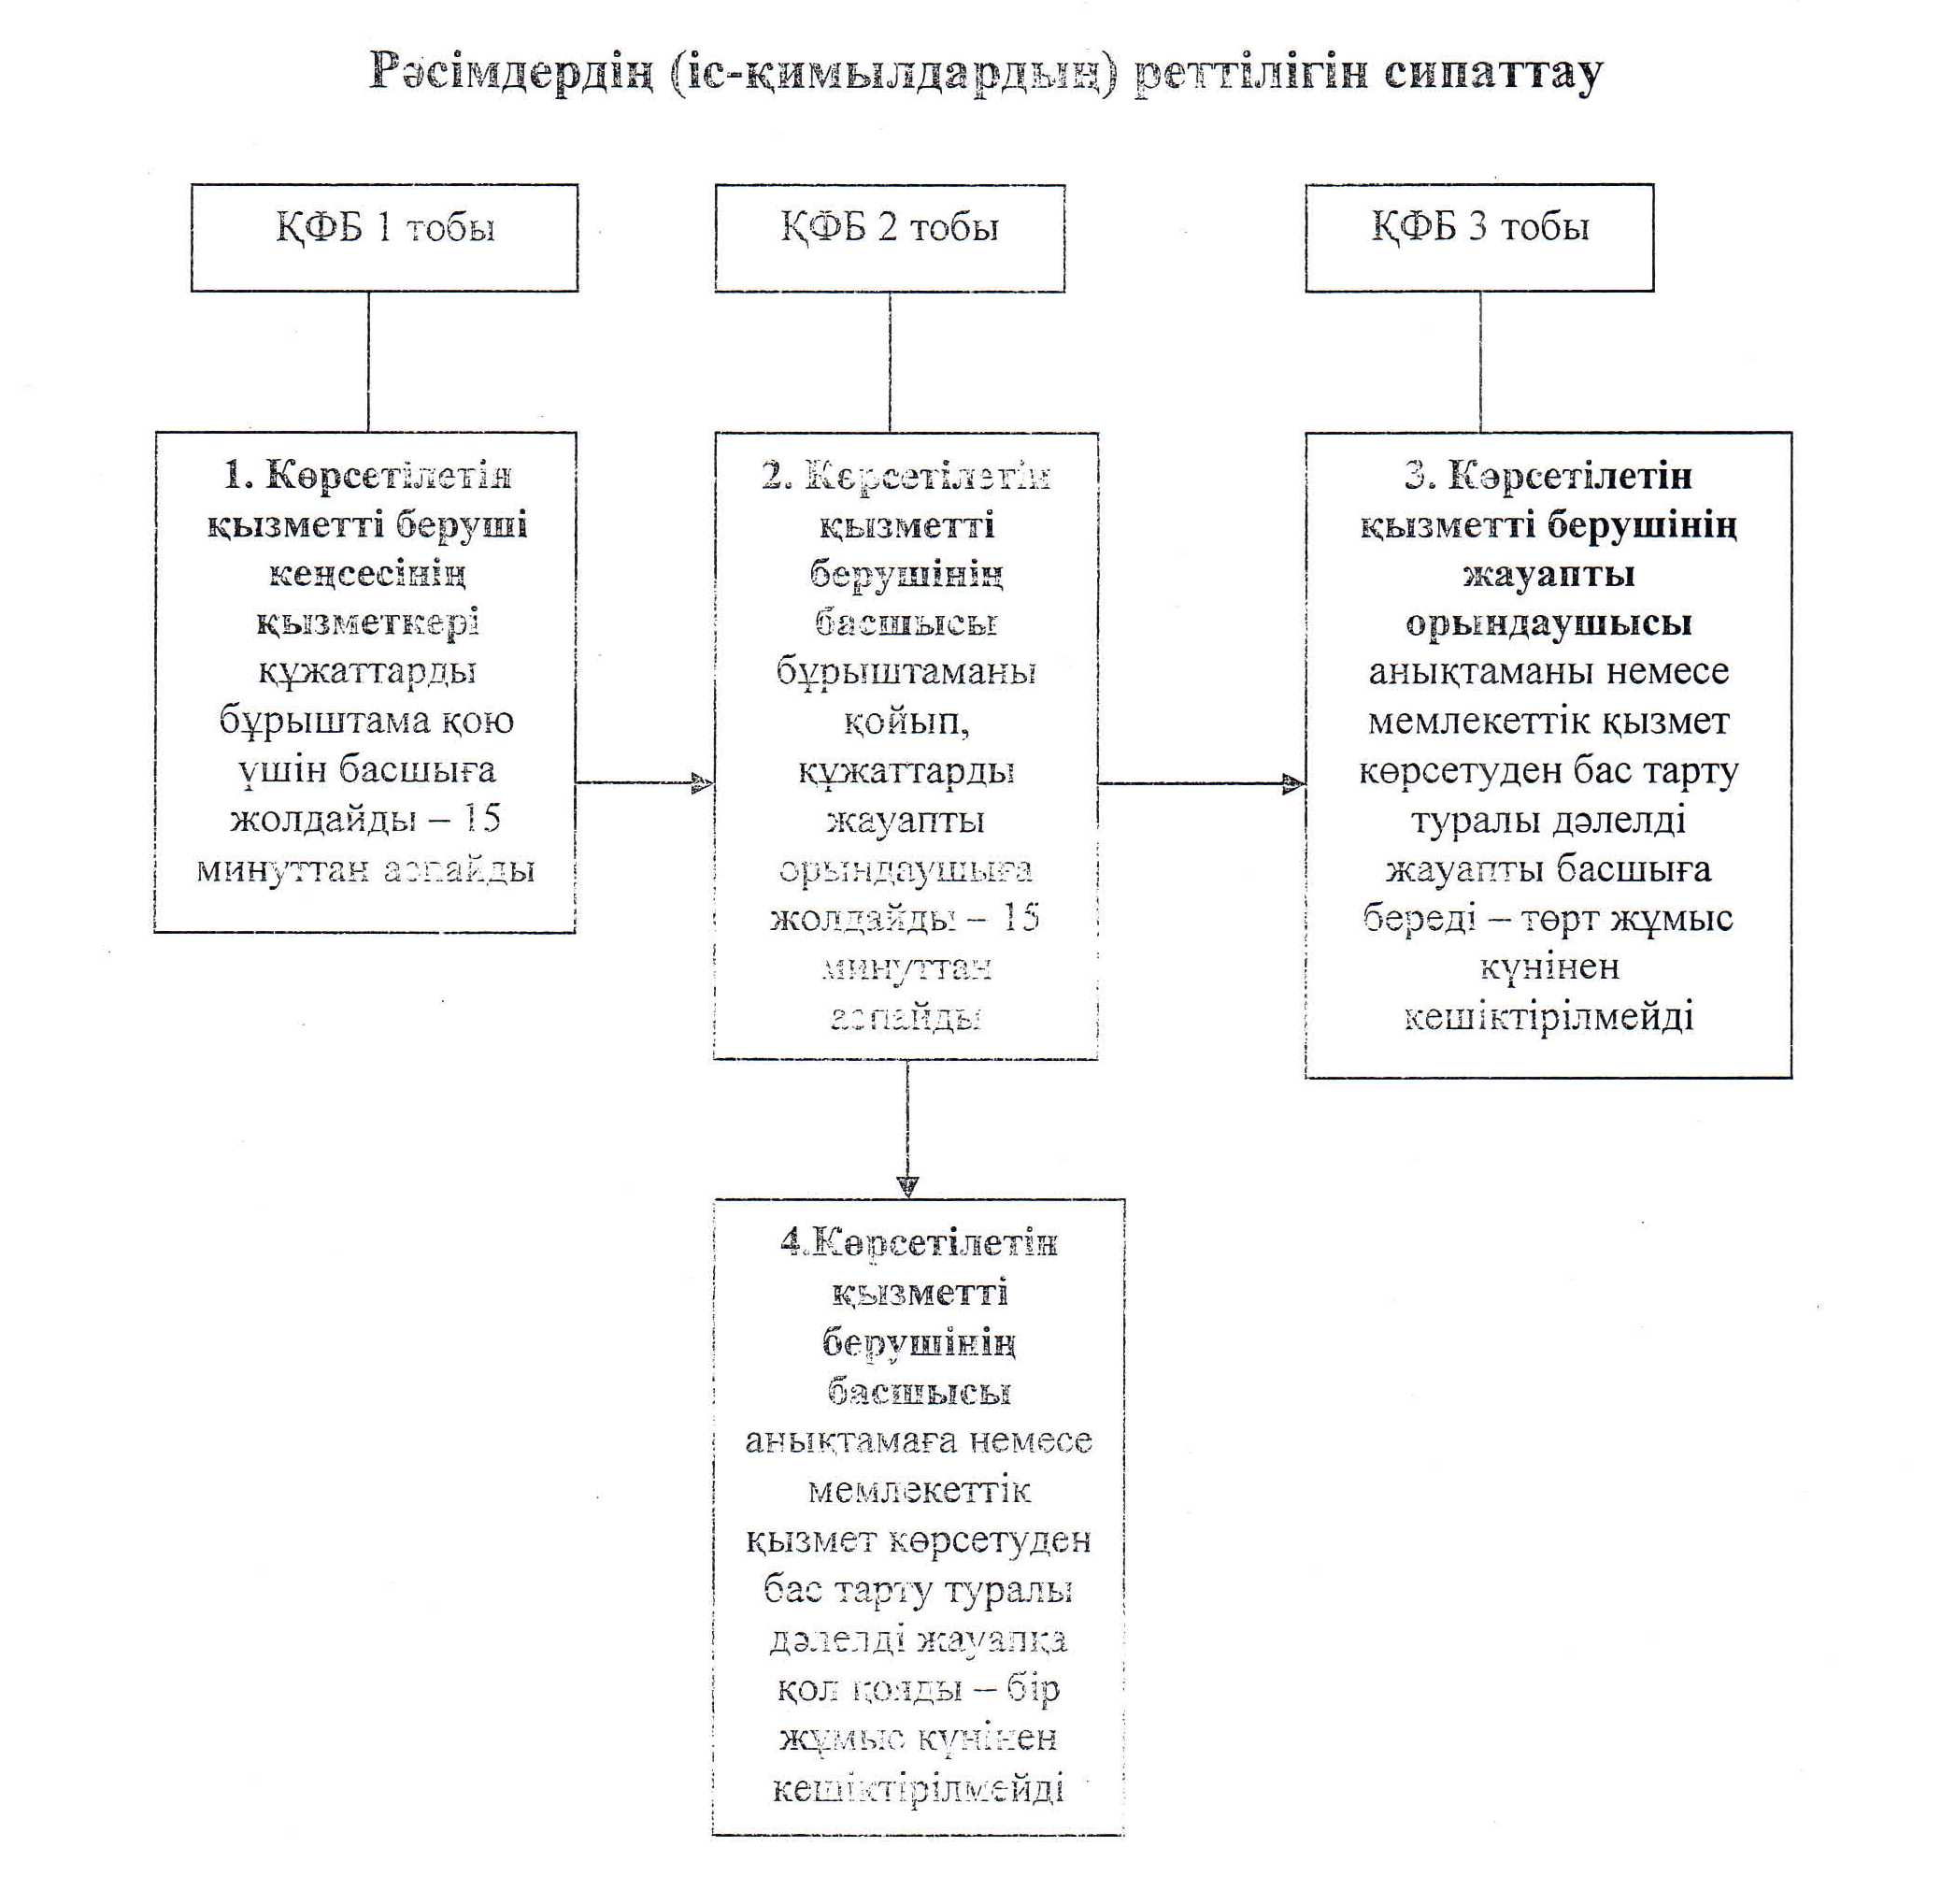 Рәсімдердің (іс-қимылдардың) реттілігін сипаттау
ҚФБ 1 тобы
ҚФБ 2 тобы
ҚФБ 3 тобы
1. Көрсетілетін
қызметті беруші
кеңсесінің
қызметкері
құжаттарды
бұрыштама қою
үшін басшыға
жолдайды – 15
минуттан аспайды
2. Көрсетілетін
қызметті
берушінің
басшысы
бұрыштаманы
қойып,
құжаттарды
жауапты
орындаушыға
жолдайды – 15
минуттан
аспайды
3. Көрсетілетін
қызметті берушінің
жауапты
орындаушысы
анықтаманы немесе
мемлекеттік қызмет
көрсетуден бас тарту
туралы дәлелді
жауапты басшыға
береді – төрт жұмыс
күнінен
кешіктірілмейді
4.Көрсетілетін
қызметті
берушінің
басшысы
анықтамаға немесе
мемлекеттік
қызмет көрсетуден
бас тарту туралы
дәлелді жауапқа
қол қояды – бір
жұмыс күнінен
кешіктірілмейді